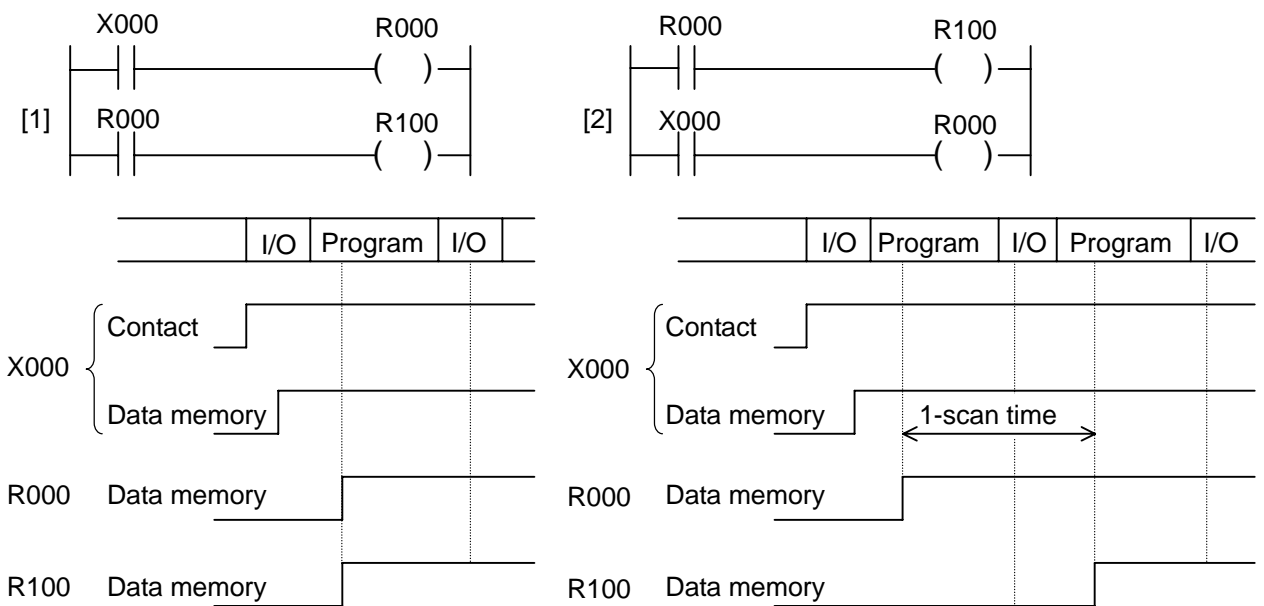 X000 R000
[1] R000 R100
I/O Program I/O
X000 Contact
Data memory
R000 Data memory
R100 Data memory
R000 R100
[2] X000 R000
I/O Program I/O Program I/O
X000 Contact
Data memory 1-scan time
R000 Data memory
R100 Data memory